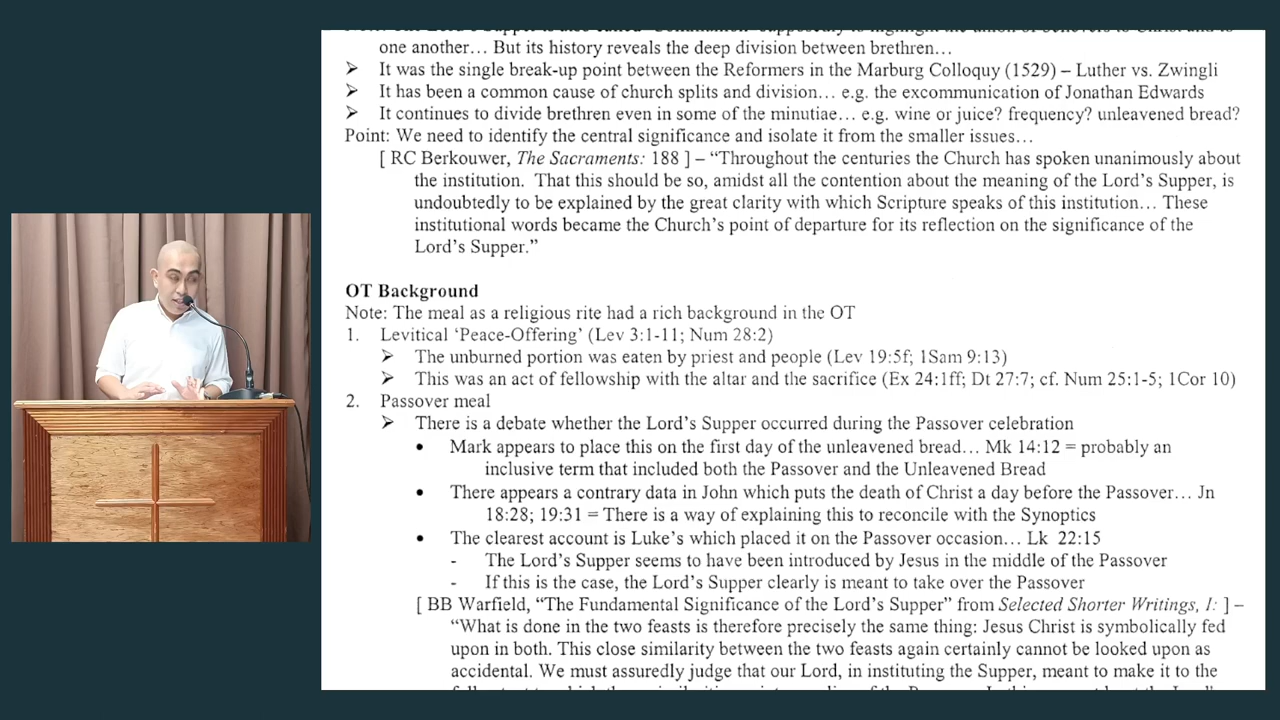 one another… But its history reveals the deep division between brethren…
➢ It was the single break-up point between the Reformers in the Marburg Colloquy (1529) – Luther vs. Zwingli
➢ It has been a common cause of church splits and division… e.g. the excommunication of Jonathan Edwards
➢ It continues to divide brethren even in some of the minutiae… e.g. wine or juice? frequency? unleavened bread?
Point: We need to identify the central significance and isolate it from the smaller issues…
[ RC Berkouwer, The Sacraments: 188 ] – “Throughout the centuries the Church has spoken unanimously about
the institution. That this should be so, amidst all the contention about the meaning of the Lord’s Supper, is
undoubtedly to be explained by the great clarity with which Scripture speaks of this institution… These
institutional words became the Church’s point of departure for its reflection on the significance of the
Lord’s Supper.”
OT Background
Note: The meal as a religious rite had a rich background in the OT
1. Levitical ‘Peace-Offering’ (Lev 3:1-11; Num 28:2)
➢ The unburned portion was eaten by priest and people (Lev 19:5f; 1Sam 9:13)
➢ This was an act of fellowship with the altar and the sacrifice (Ex 24:1ff; Dt 27:7; cf. Num 25:1-5; 1Cor 10)
2. Passover meal
➢ There is a debate whether the Lord’s Supper occurred during the Passover celebration
• Mark appears to place this on the first day of the unleavened bread… Mk 14:12 = probably an
inclusive term that included both the Passover and the Unleavened Bread
• There appears a contrary data in John which puts the death of Christ a day before the Passover… Jn
18:28; 19:31 = There is a way of explaining this to reconcile with the Synoptics
• The clearest account is Luke’s which placed it on the Passover occasion… Lk 22:15
- The Lord’s Supper seems to have been introduced by Jesus in the middle of the Passover
- If this is the case, the Lord’s Supper clearly is meant to take over the Passover
[ BB Warfield, “The Fundamental Significance of the Lord’s Supper” from Selected Shorter Writings, I: ] –
“What is done in the two feasts is therefore precisely the same thing: Jesus Christ is symbolically fed
upon in both. This close similarity between the two feasts again certainly cannot be looked upon as
accidental. We must assuredly judge that our Lord, in instituting the Supper, meant to make it to the